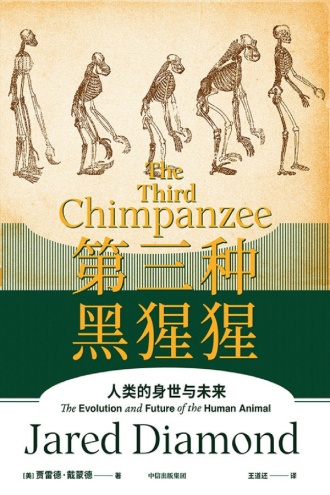 The
Third
Chimpanzee
第三种
黑猩猩
人类的身世与未来
The Evolution and Future of the Human Animal
Jared Diamond
[美] 贾雷德·戴蒙德 — 著 中信出版集团 王道还 — 译